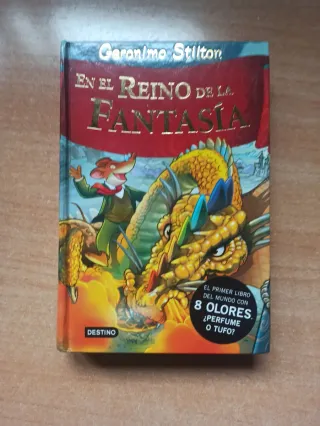 Geronimo Stilton
EN EL REINO DE LA
FANTASÍA
EL PRIMER LIBRO
DEL MUNDO CON
8 OLORES
¿PERFUME
O TUFO?
DESTINO